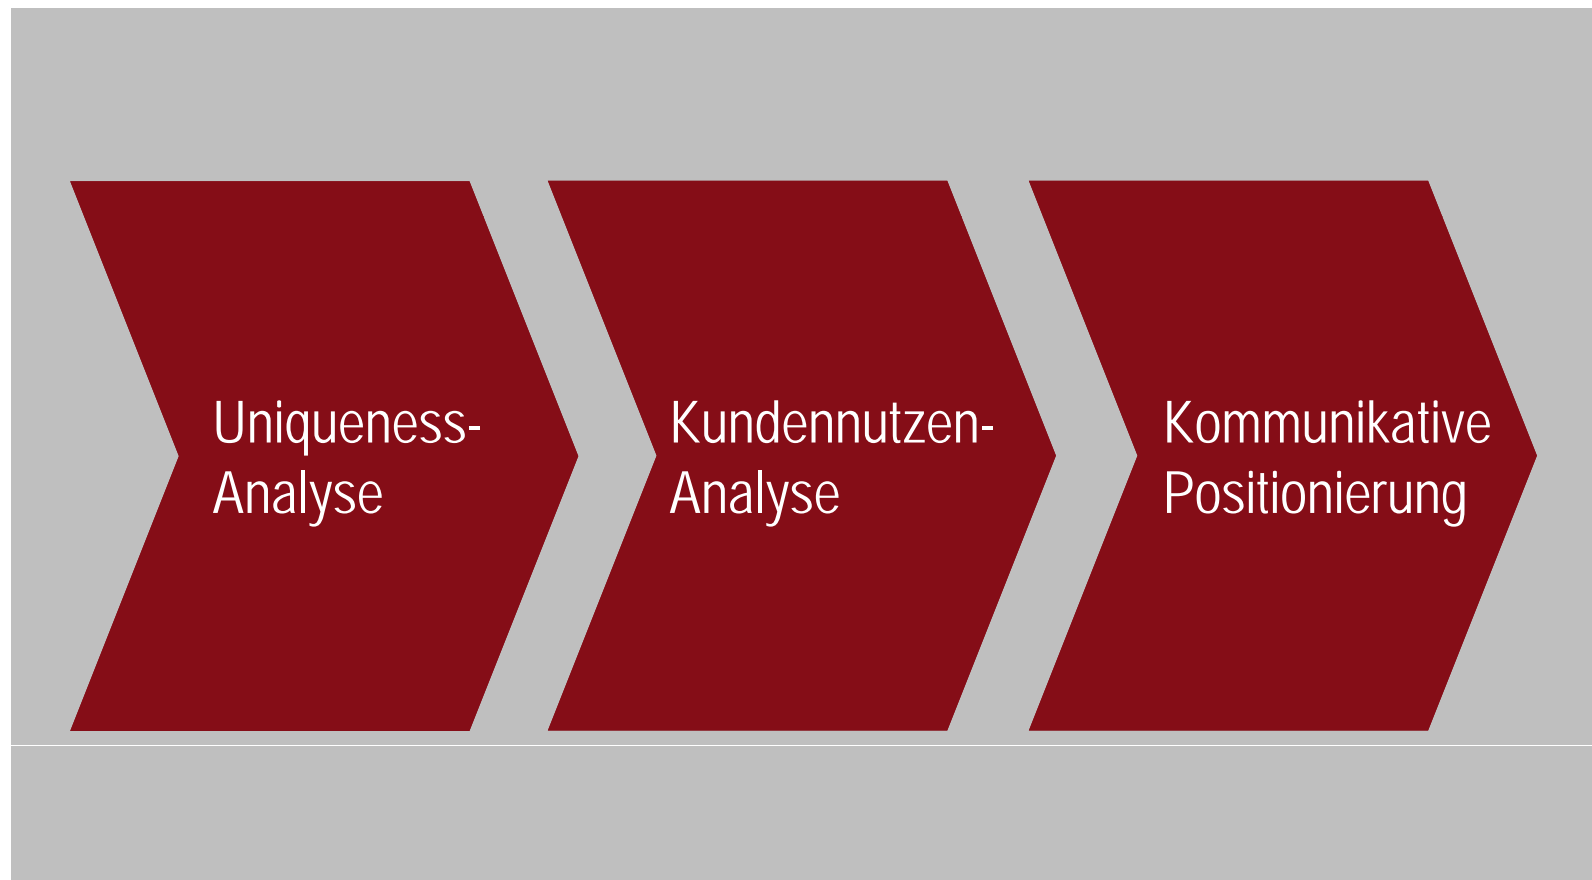 Uniqueness-
Analyse
Kundennutzen-
Analyse
Kommunikative
Positionierung